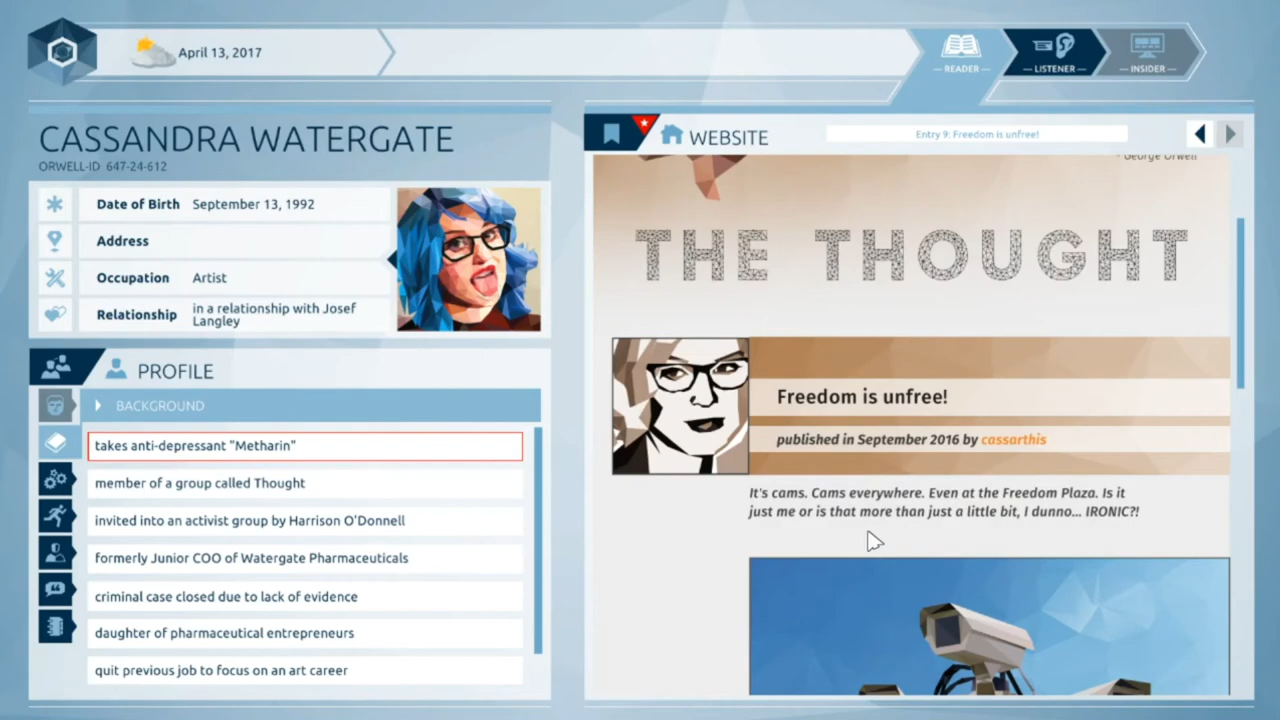 April 13, 2017
READER
LISTENER
INSIDER
CASSANDRA WATERGATE
ORWELL-ID 647-24-612
Date of Birth September 13, 1992
Address
Occupation Artist
Relationship in a relationship with Josef
Langley
PROFILE
BACKGROUND
takes anti-depressant "Metharin"
member of a group called Thought
invited into an activist group by Harrison O'Donnell
formerly Junior COO of Watergate Pharmaceuticals
criminal case closed due to lack of evidence
daughter of pharmaceutical entrepreneurs
quit previous job to focus on an art career
WEBSITE
Entry 9: Freedom is unfree!
- George Orwell
THE THOUGHT
Freedom is unfree!
published in September 2016 by cassarthis
It's cams. Cams everywhere. Even at the Freedom Plaza. Is it
just me or is that more than just a little bit, I dunno... IRONIC?!